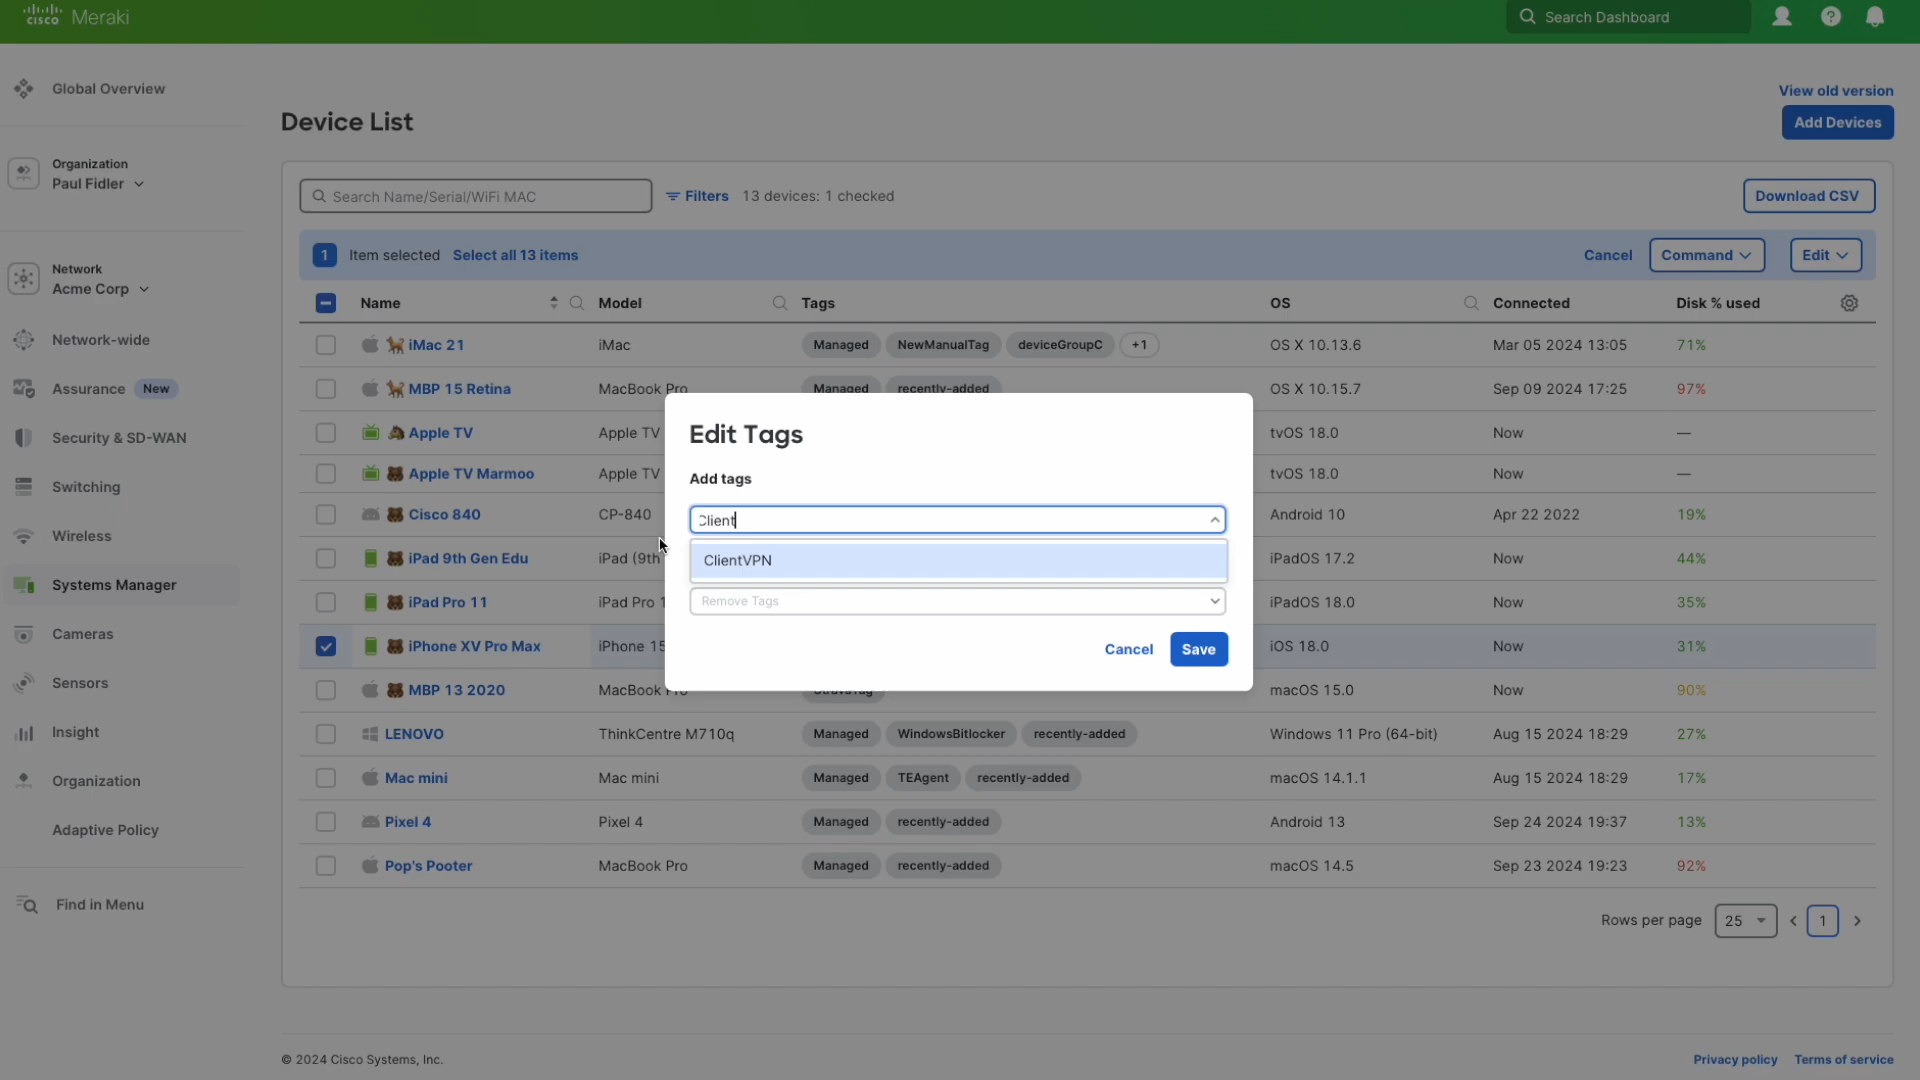 cisco Meraki
Search Dashboard
Global Overview
View old version
Device List
Add Devices
Organization
Paul Fidler
Search Name/Serial/WiFi MAC
Filters
13 devices: 1 checked
Download CSV
1 Item selected Select all 13 items
Cancel Command Edit
Network
Acme Corp
Name Model Tags OS Connected Disk % used
Network-wide
iMac 21 iMac Managed NewManualTag deviceGroupC +1 OS X 10.13.6 Mar 05 2024 13:05 71%
Assurance New
MBP 15 Retina MacBook Pro Managed recently-added OS X 10.15.7 Sep 09 2024 17:25 97%
Security & SD-WAN
Apple TV Apple TV tvOS 18.0 Now —
Edit Tags
Apple TV Marmoo Apple TV tvOS 18.0 Now —
Add tags
Switching
Cisco 840 CP-840 Android 10 Apr 22 2022 19%
Client
Wireless
iPad 9th Gen Edu iPad (9th iPadOS 17.2 Now 44%
ClientVPN
Systems Manager
iPad Pro 11 iPad Pro 1 iPadOS 18.0 Now 35%
Remove Tags
Cameras
iPhone XV Pro Max iPhone 15 iOS 18.0 Now 31%
Cancel Save
Sensors
MBP 13 2020 MacBook macOS 15.0 Now 90%
Insight
LENOVO ThinkCentre M710q Managed WindowsBitlocker recently-added Windows 11 Pro (64-bit) Aug 15 2024 18:29 27%
Organization
Mac mini Mac mini Managed TEAgent recently-added macOS 14.1.1 Aug 15 2024 18:29 17%
Adaptive Policy
Pixel 4 Pixel 4 Managed recently-added Android 13 Sep 24 2024 19:37 13%
Pop's Pooter MacBook Pro Managed recently-added macOS 14.5 Sep 23 2024 19:23 92%
Find in Menu
Rows per page 25 1
© 2024 Cisco Systems, Inc.
Privacy policy Terms of service